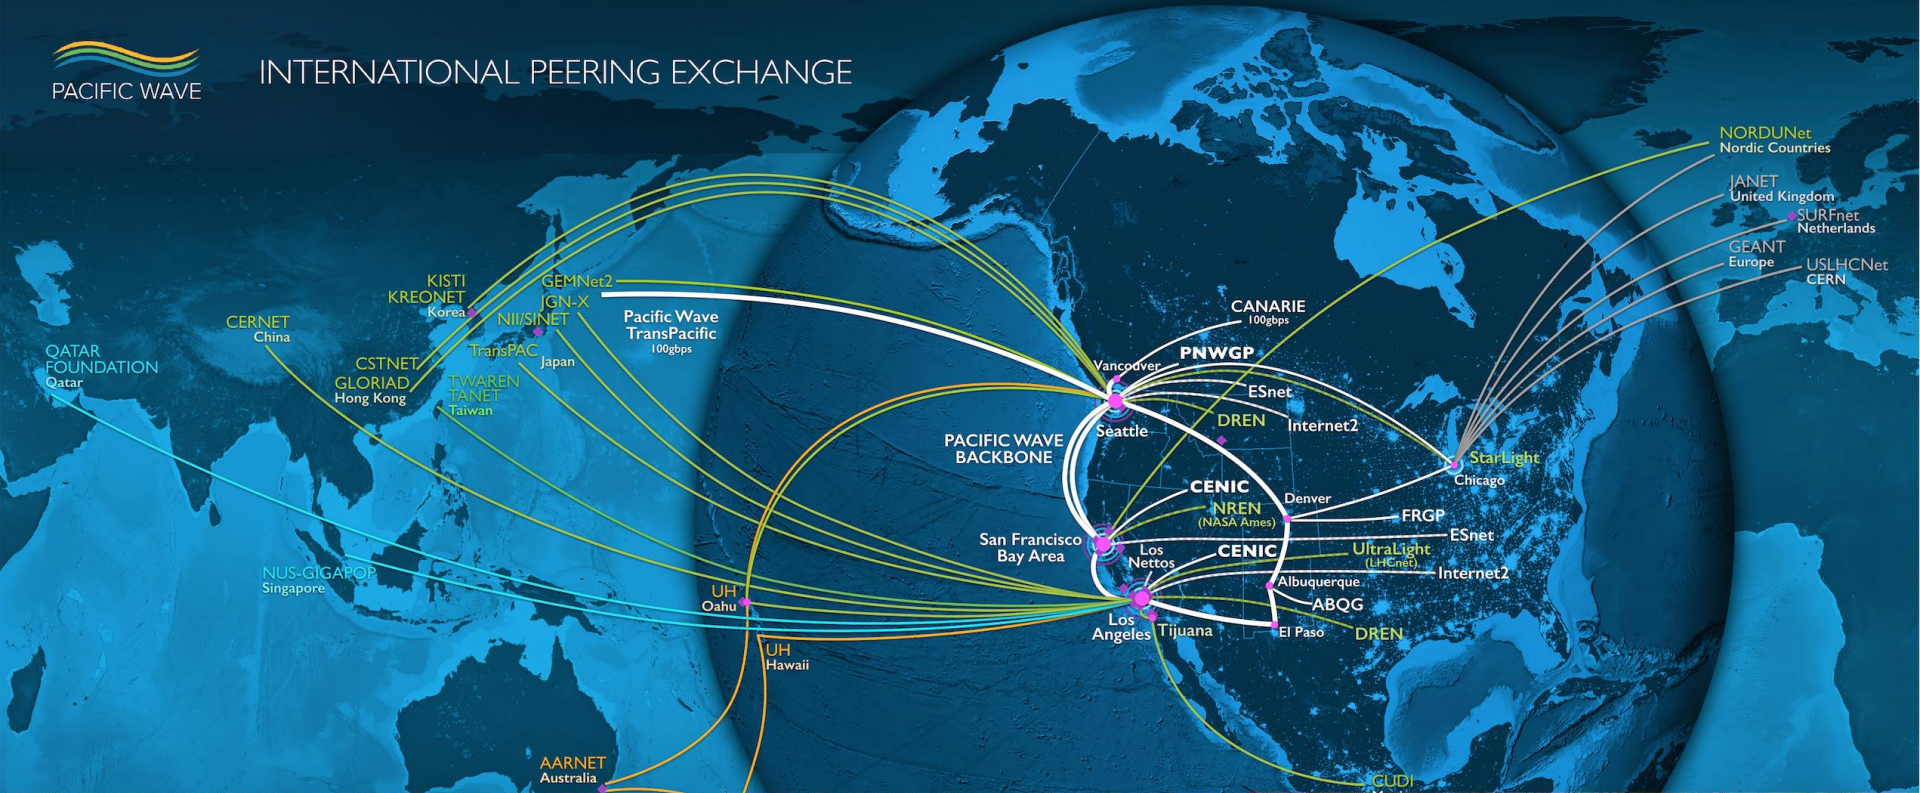 PACIFIC WAVE
INTERNATIONAL PEERING EXCHANGE
NORDUNet
Nordic Countries
JANET
United Kingdom
SURFnet
Netherlands
GEANT
Europe
USLHCNet
CERN
KISTI
KREONET
Korea
GEMNet2
JGN-X
NII/SINET
TransPAC
Japan
Pacific Wave
TransPacific
100gbps
CERNET
China
QATAR
FOUNDATION
Qatar
CSTNET
GLORIAD
Hong Kong
TWAREN
TANET
Taiwan
CANARIE
100gbps
Vancouver
PNWGP
ESnet
DREN
Internet2
Seattle
PACIFIC WAVE
BACKBONE
StarLight
Chicago
CENIC
NREN
(NASA Ames)
Denver
FRGP
ESnet
San Francisco
Bay Area
Los
Nettos
CENIC
UltraLight
(LHCnet)
Internet2
NUS-GIGAPOP
Singapore
UH
Oahu
Albuquerque
ABQG
Los
Angeles
Tijuana
El Paso
DREN
UH
Hawaii
AARNET
Australia
CUDI